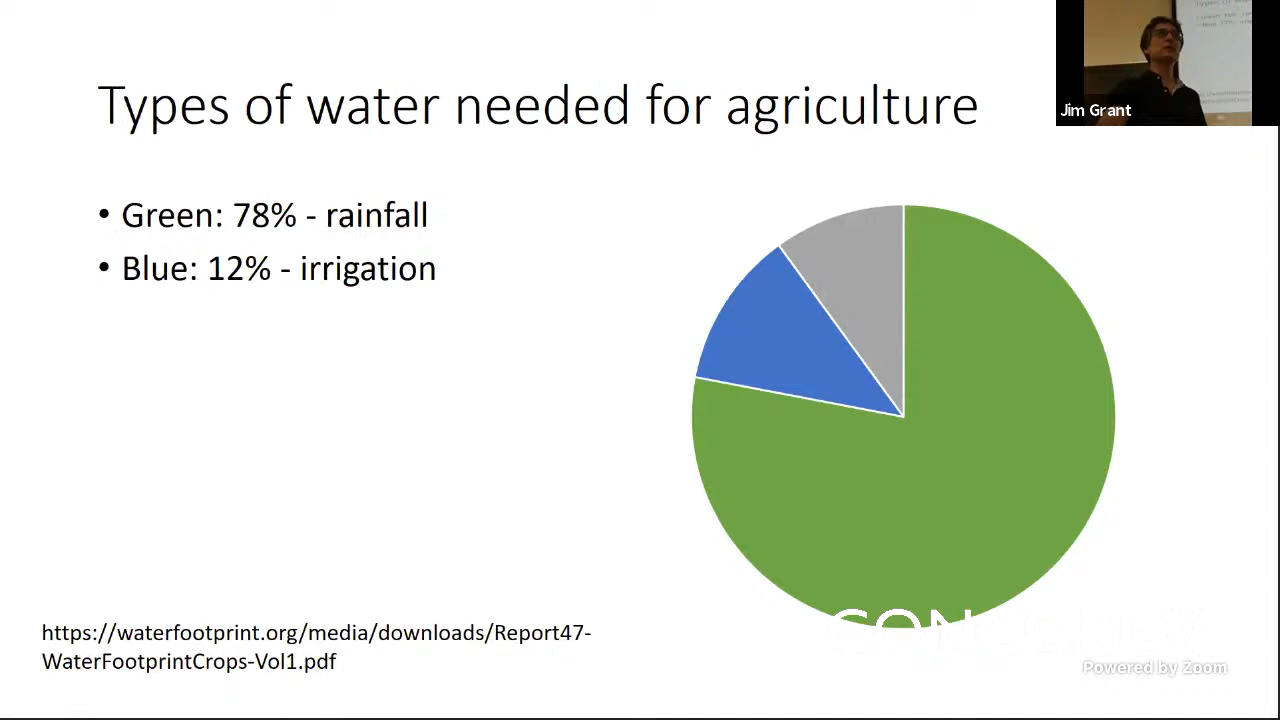 Types of water needed for agriculture
Jim Grant
• Green: 78% - rainfall
• Blue: 12% - irrigation
https://waterfootprint.org/media/downloads/Report47-
WaterFootprintCrops-Vol1.pdf
Powered by Zoom